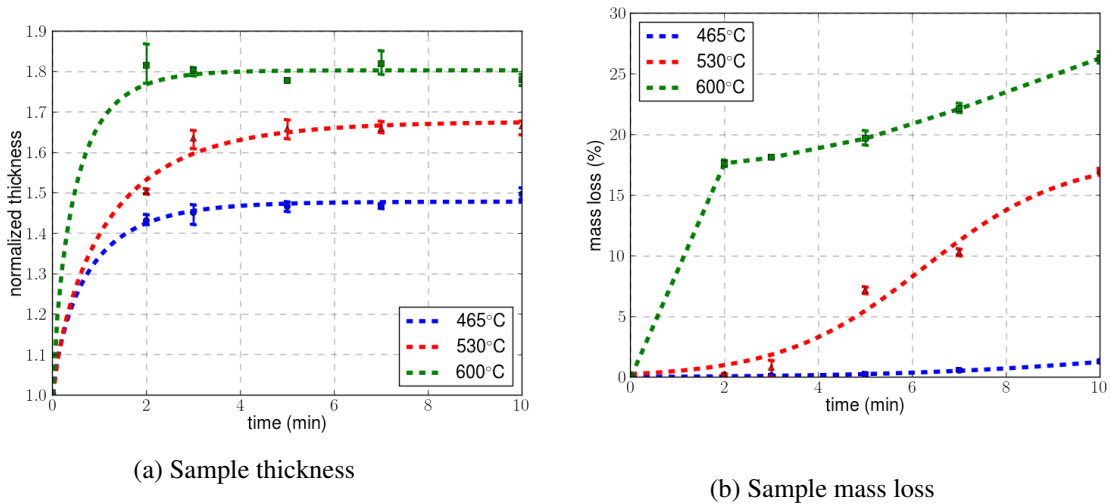 1.9
1.8
1.7
1.6
1.5
1.4
1.3
1.2
1.1
1.0
0
2
4
6
8
10
normalized thickness
time (min)
465°C
530°C
600°C
(a) Sample thickness
30
25
20
15
10
5
0
0
2
4
6
8
10
mass loss (%)
time (min)
465°C
530°C
600°C
(b) Sample mass loss